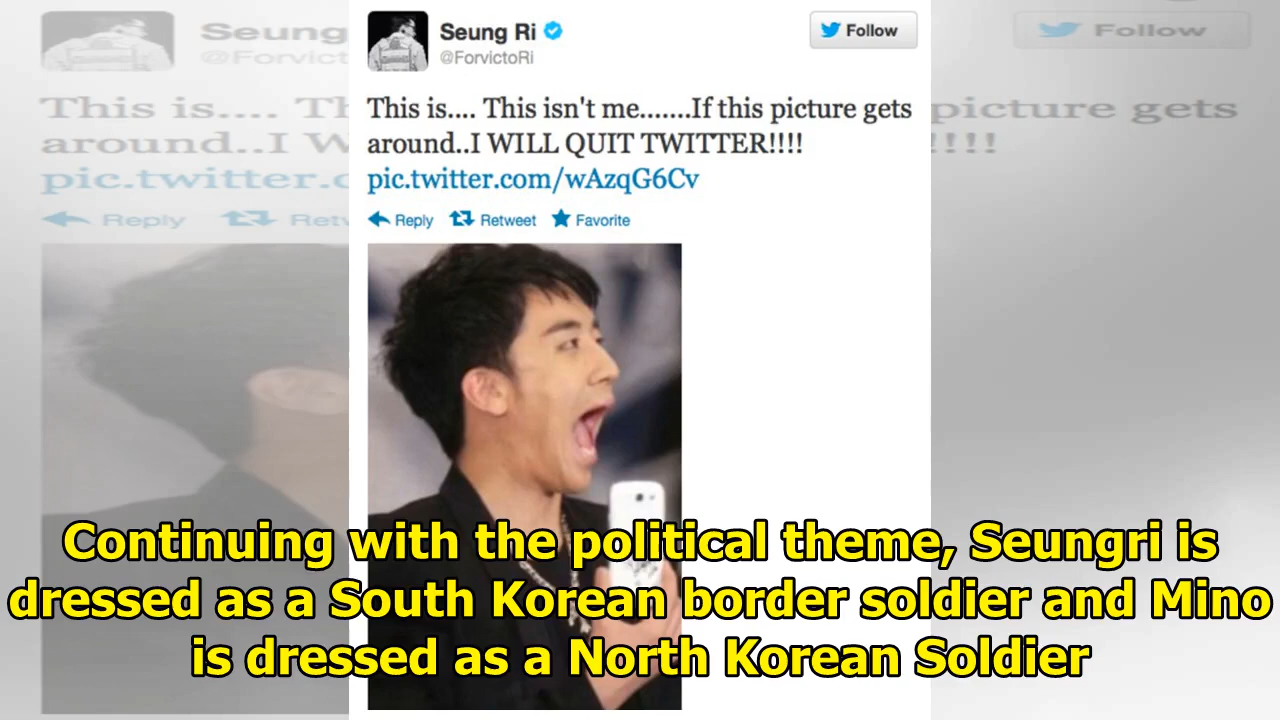 Seung Ri
Follow
@ForvictoRi
This is.... This isn't me.......If this picture gets
around..I WILL QUIT TWITTER!!!!
pic.twitter.com/wAzqG6Cv
Reply Retweet Favorite
Continuing with the political theme, Seungri is
dressed as a South Korean border soldier and Mino
is dressed as a North Korean Soldier